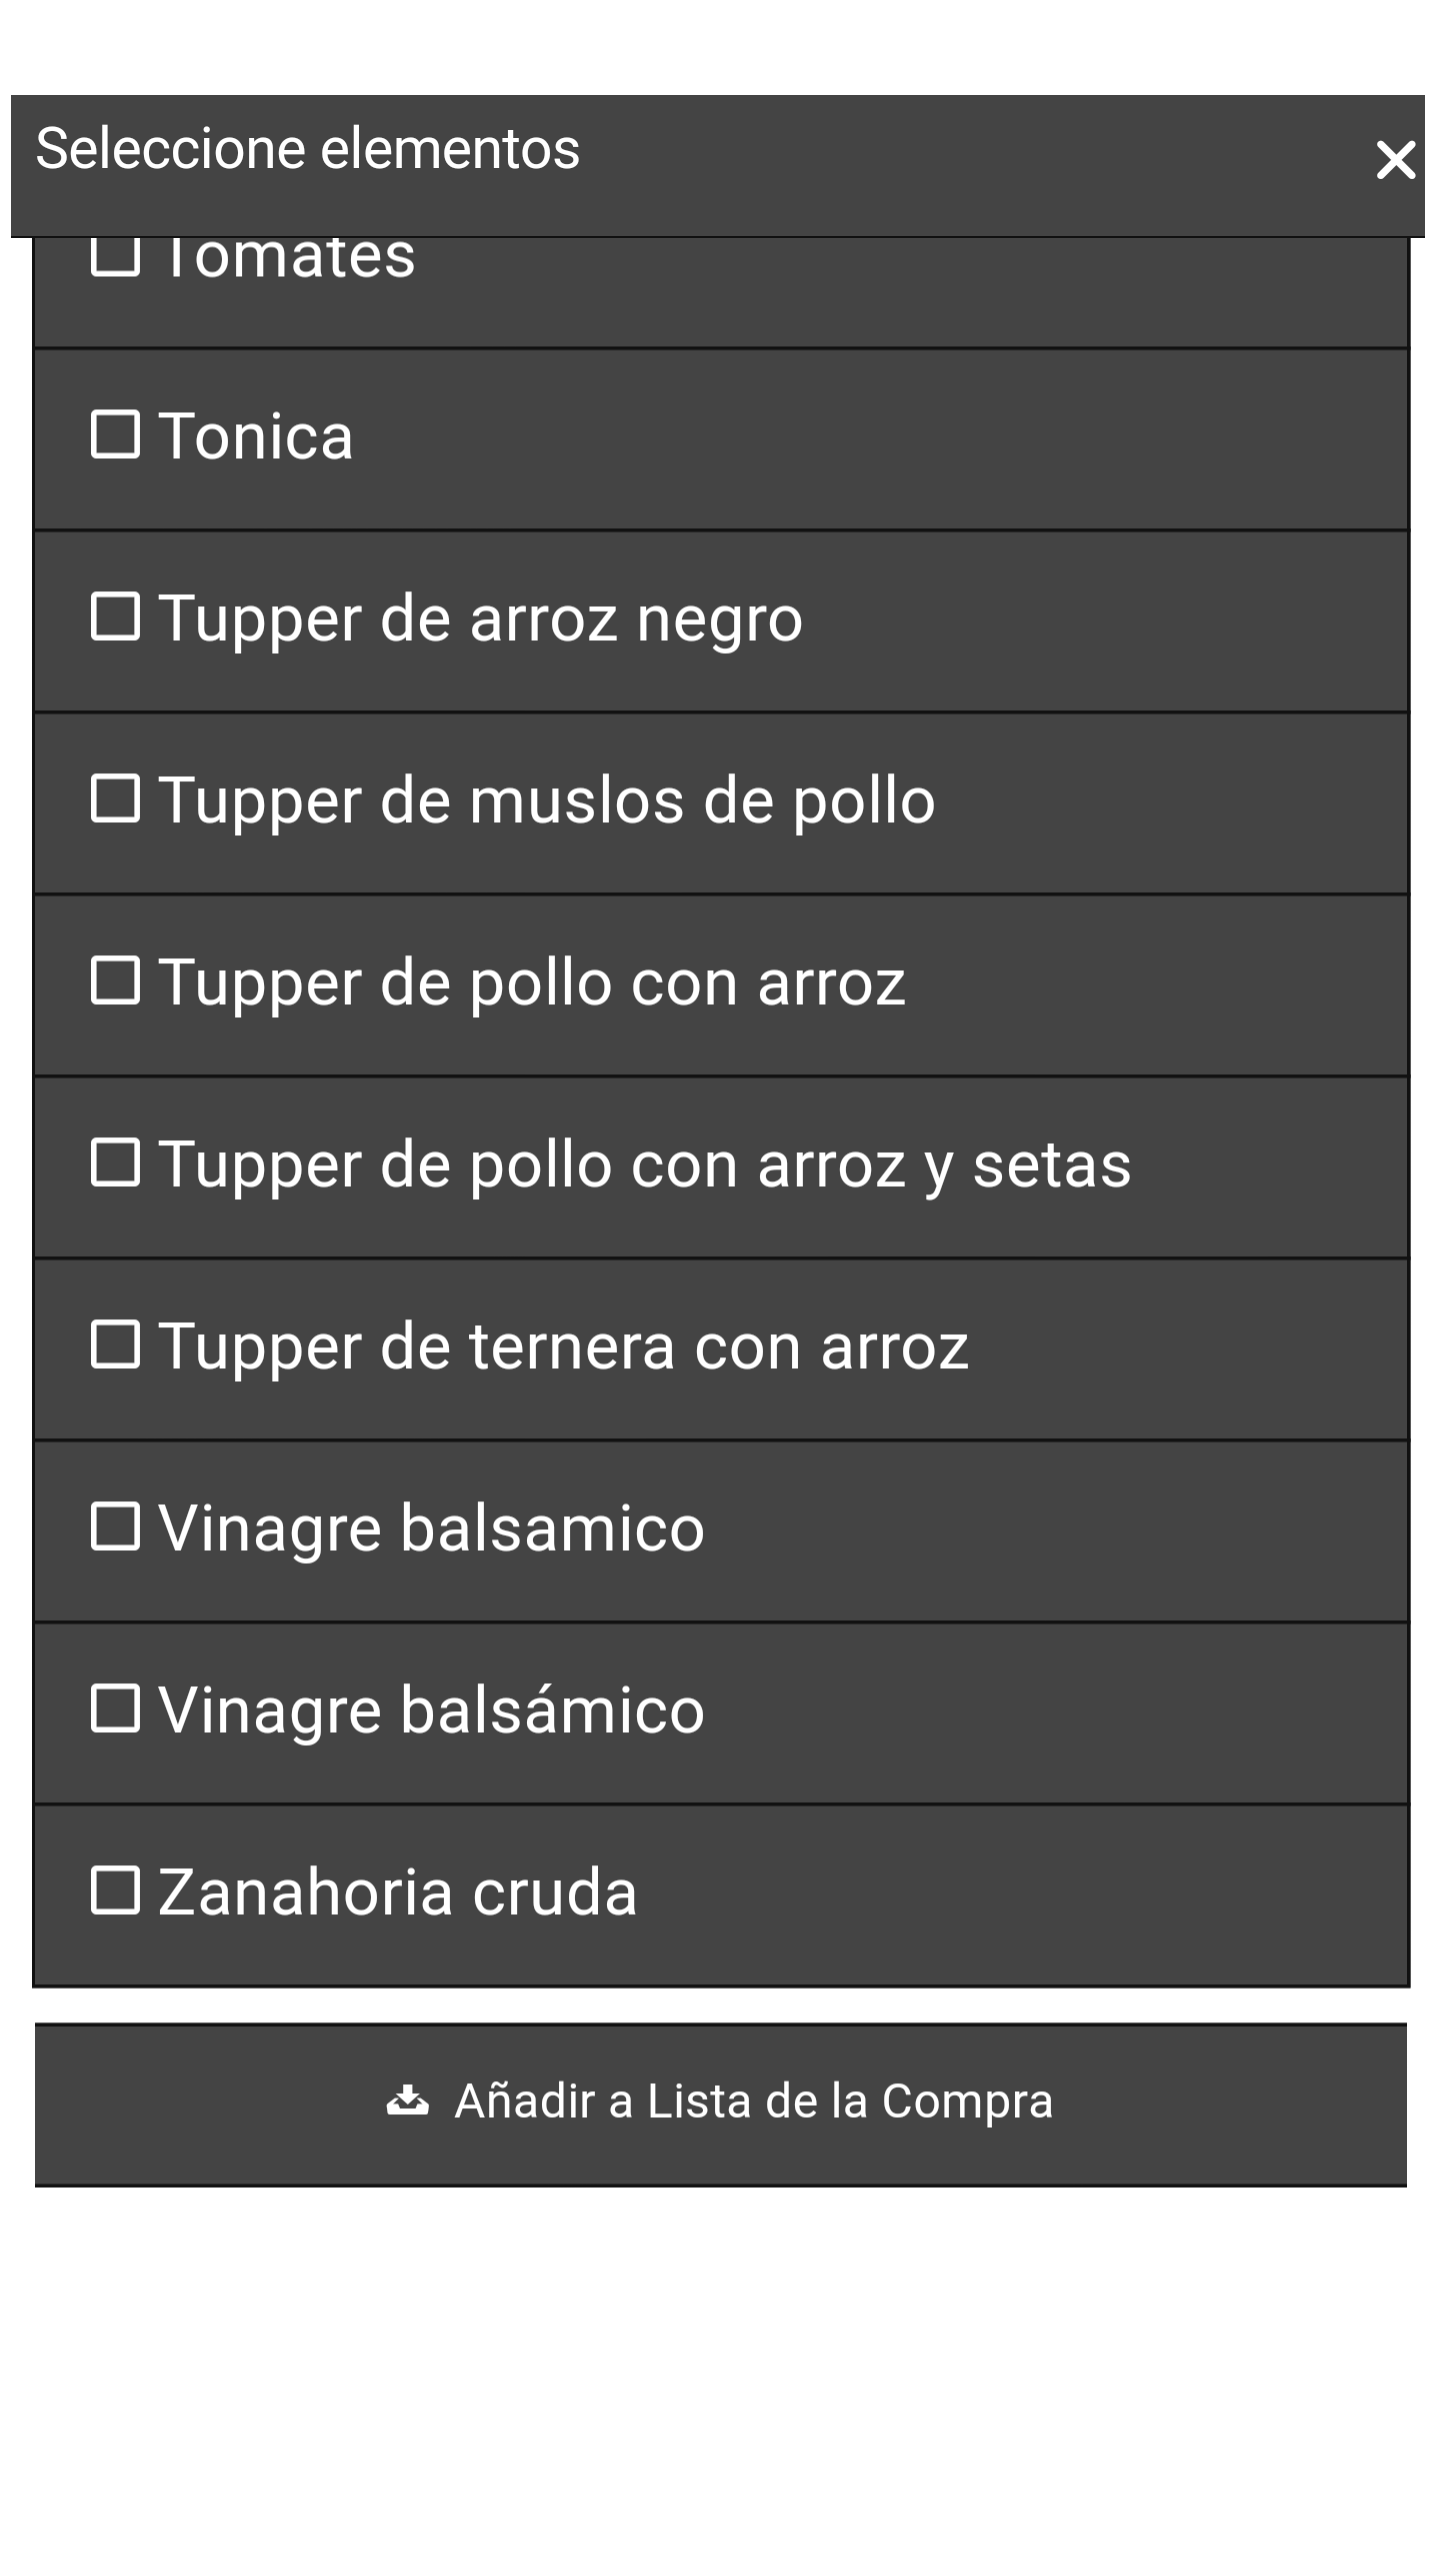 Seleccione elementos
Tomates
Tonica
Tupper de arroz negro
Tupper de muslos de pollo
Tupper de pollo con arroz
Tupper de pollo con arroz y setas
Tupper de ternera con arroz
Vinagre balsamico
Vinagre balsámico
Zanahoria cruda
Añadir a Lista de la Compra